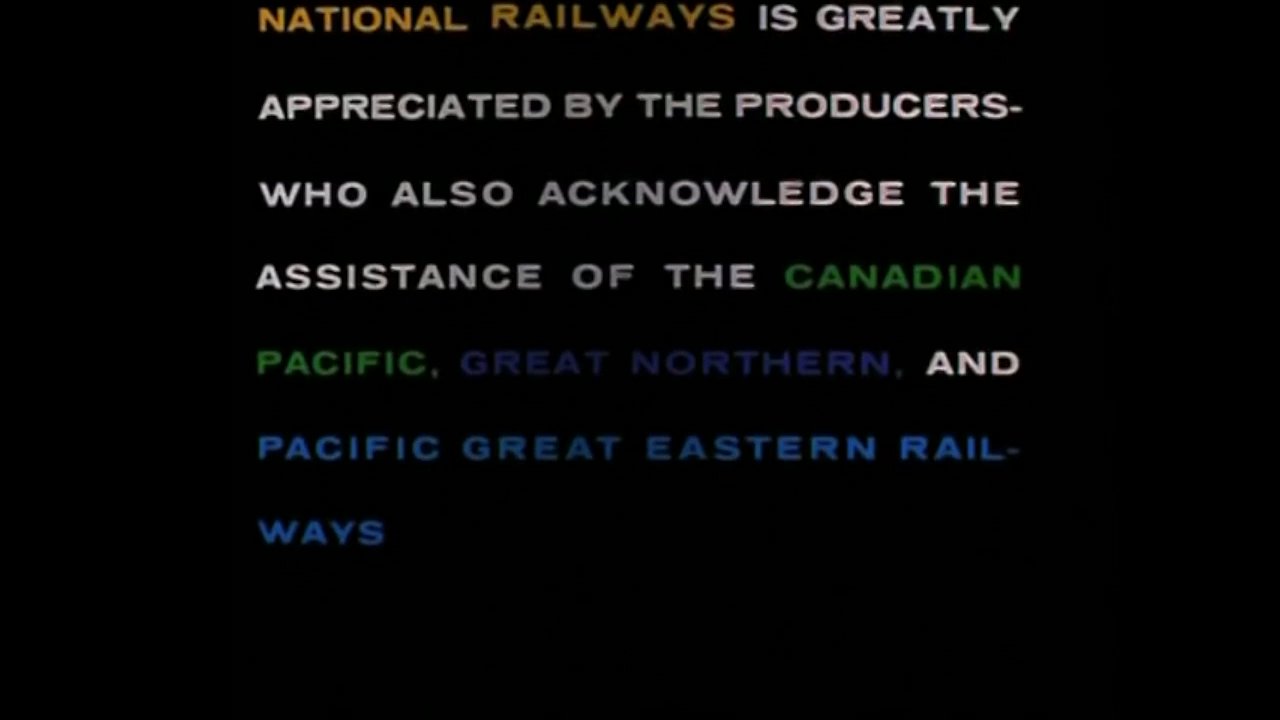 NATIONAL RAILWAYS IS GREATLY
APPRECIATED BY THE PRODUCERS-
WHO ALSO ACKNOWLEDGE THE
ASSISTANCE OF THE CANADIAN
PACIFIC, GREAT NORTHERN, AND
PACIFIC GREAT EASTERN RAIL-
WAYS